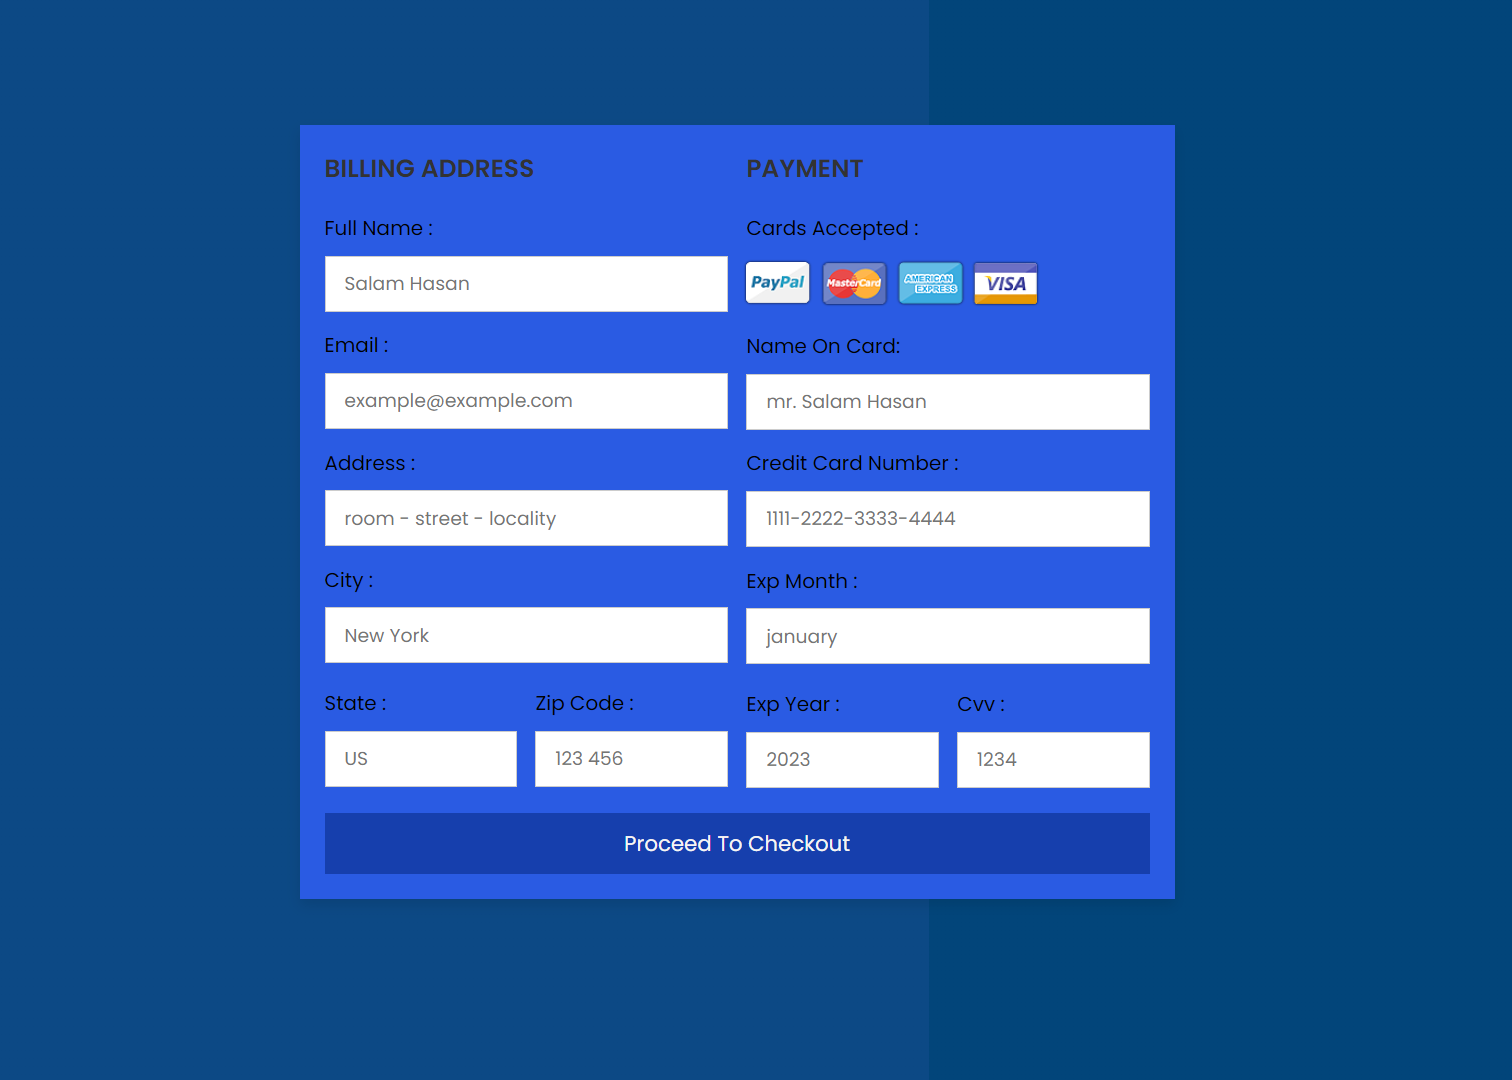 BILLING ADDRESS
Full Name :
Salam Hasan
Email :
example@example.com
Address :
room - street - locality
City :
New York
State :
Zip Code :
US
123 456
PAYMENT
Cards Accepted :
PayPal
MasterCard
AMERICAN
EXPRESS
VISA
Name On Card:
mr. Salam Hasan
Credit Card Number :
1111-2222-3333-4444
Exp Month :
january
Exp Year :
Cvv :
2023
1234
Proceed To Checkout